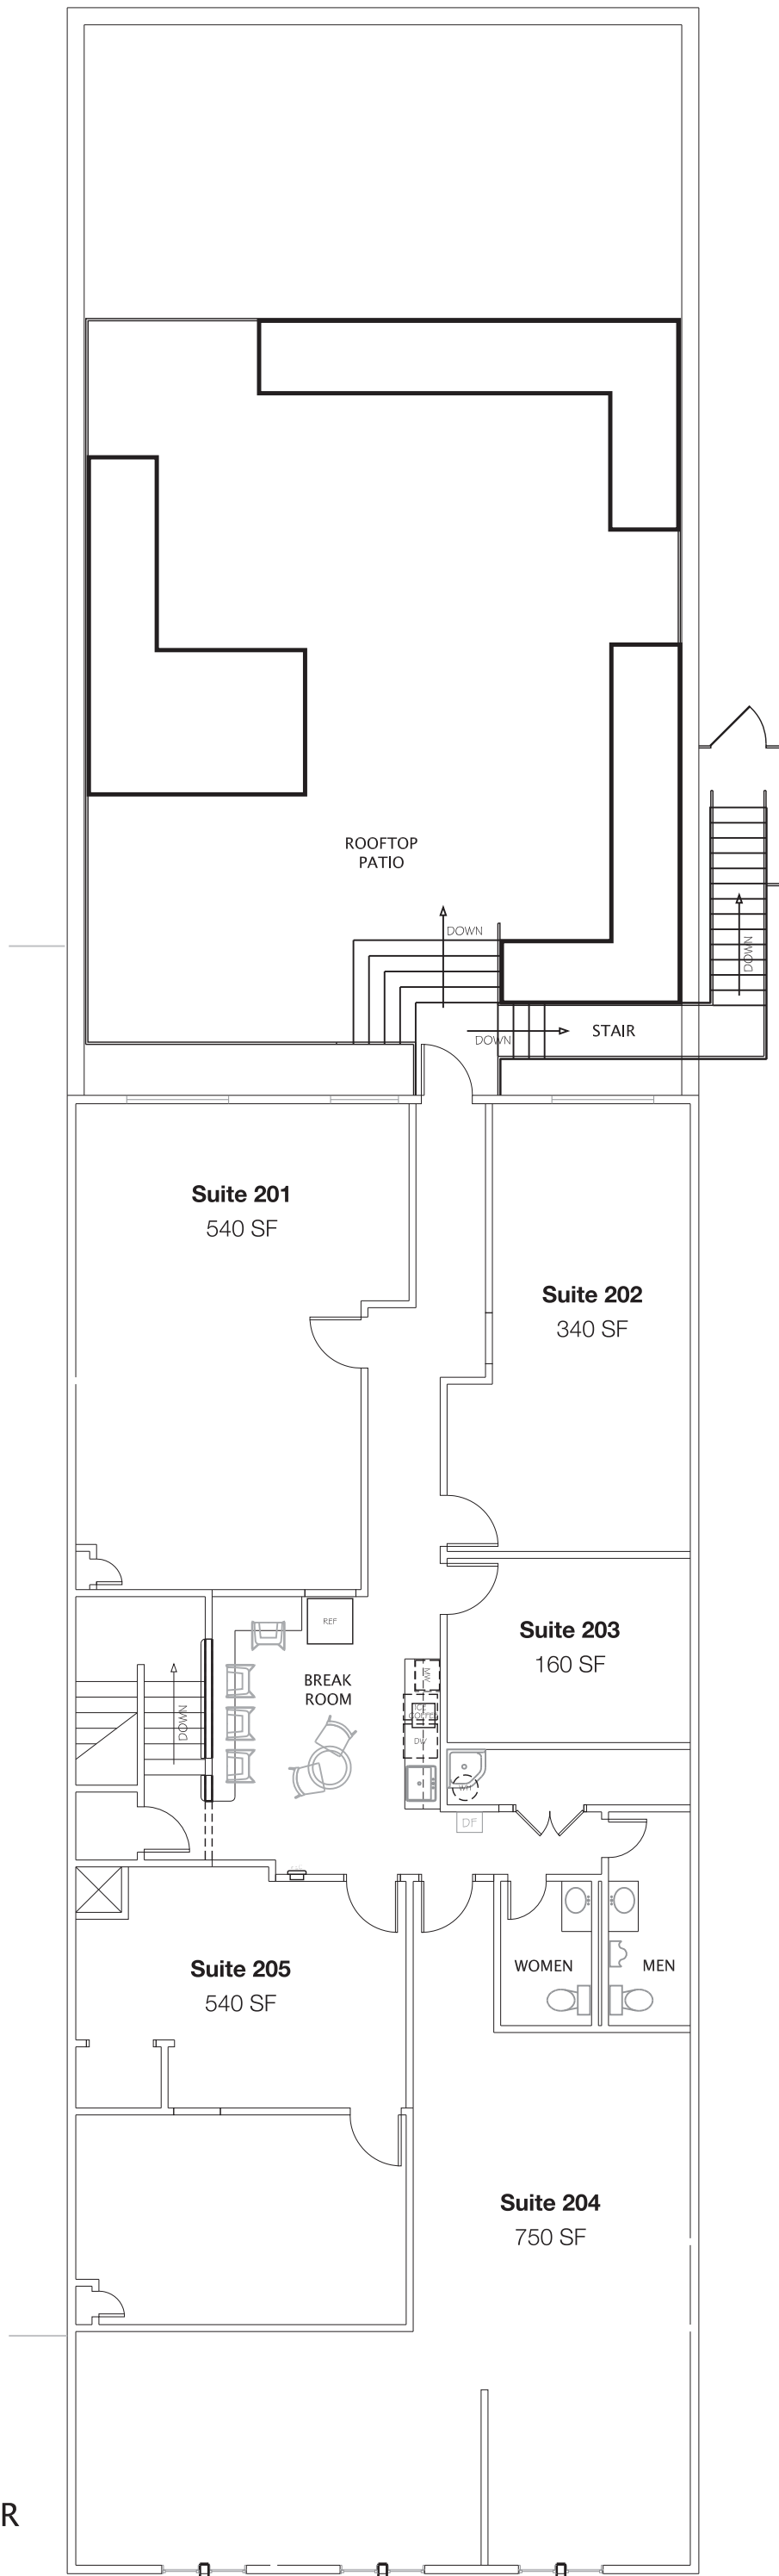 ROOFTOP
PATIO
DOWN
DOWN
STAIR
DOWN
Suite 201
540 SF
Suite 202
340 SF
Suite 203
160 SF
REF
BREAK
ROOM
MW
DW
DOWN
WH
DF
Suite 205
540 SF
WOMEN
MEN
Suite 204
750 SF
R